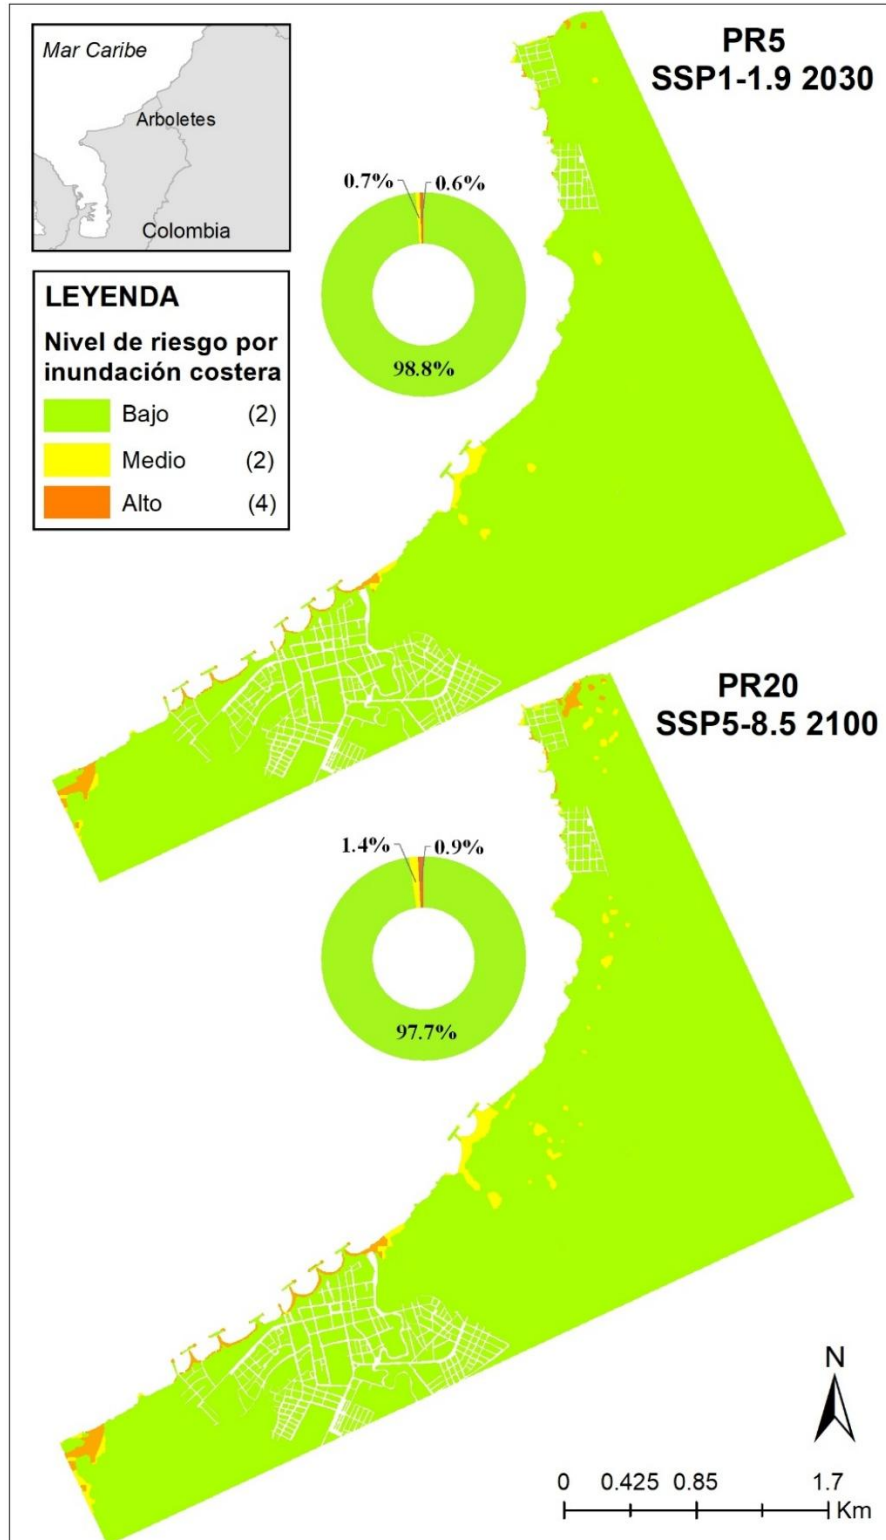 Mar Caribe
Arboletes
Colombia
PR5
SSP1-1.9 2030
0.7%
0.6%
98.8%
LEYENDA
Nivel de riesgo por
inundación costera
Bajo (2)
Medio (2)
Alto (4)
PR20
SSP5-8.5 2100
1.4%
0.9%
97.7%
N
0 0.425 0.85 1.7
Km